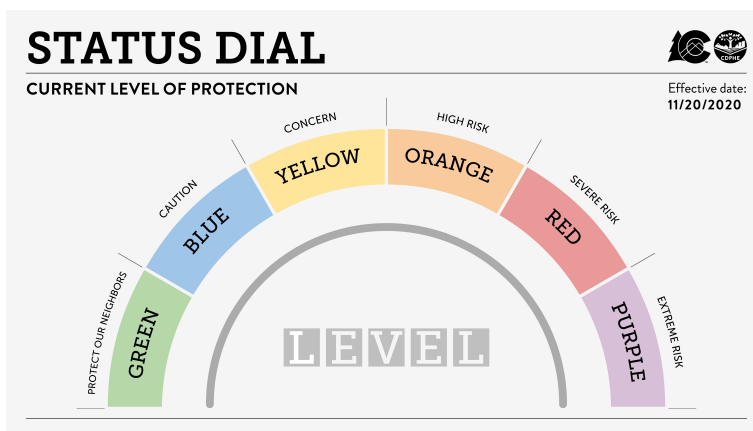 STATUS DIAL
CDPHE
CURRENT LEVEL OF PROTECTION
Effective date:
11/20/2020
PROTECT OUR NEIGHBORS
CAUTION
CONCERN
HIGH RISK
SEVERE RISK
EXTREME RISK
GREEN
BLUE
YELLOW
ORANGE
RED
PURPLE
LEVEL